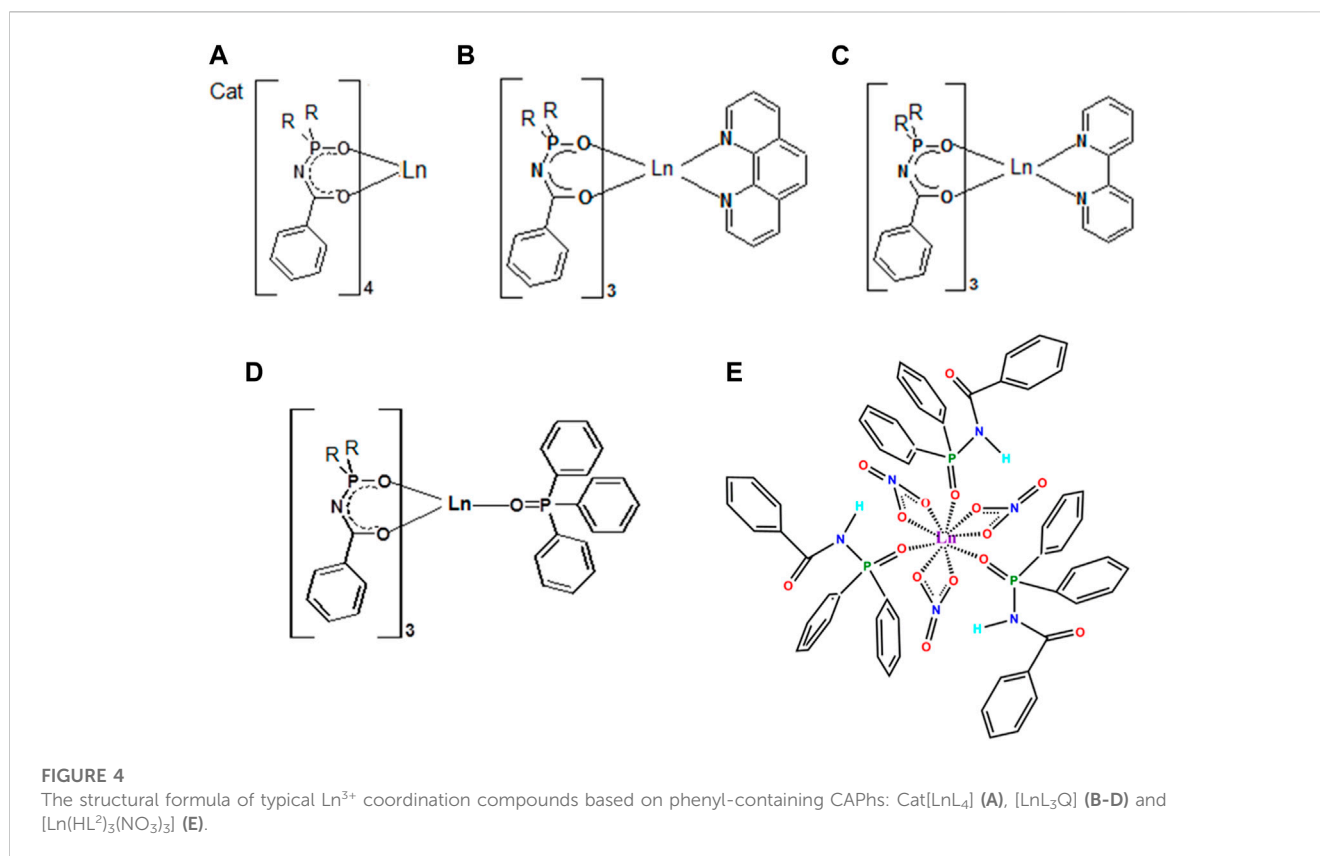 A
B
C
Cat
R R
P O
N
O
Ln
4
R R
P O
N
O
Ln
N
N
3
R R
P O
N
O
Ln
N
N
3
D
E
R R
P O
N
O
Ln
O=P
3
O
N
H
P
O
O
N
O
O
O
N
O
O
H
N
O
P
O
Ln
O
P
O
O
N
O
H
N
O
FIGURE 4
The structural formula of typical Ln³⁺ coordination compounds based on phenyl-containing CAPhs: Cat[LnL₄] (A), [LnL₃Q] (B-D) and
[Ln(HL²)₃(NO₃)₃] (E).